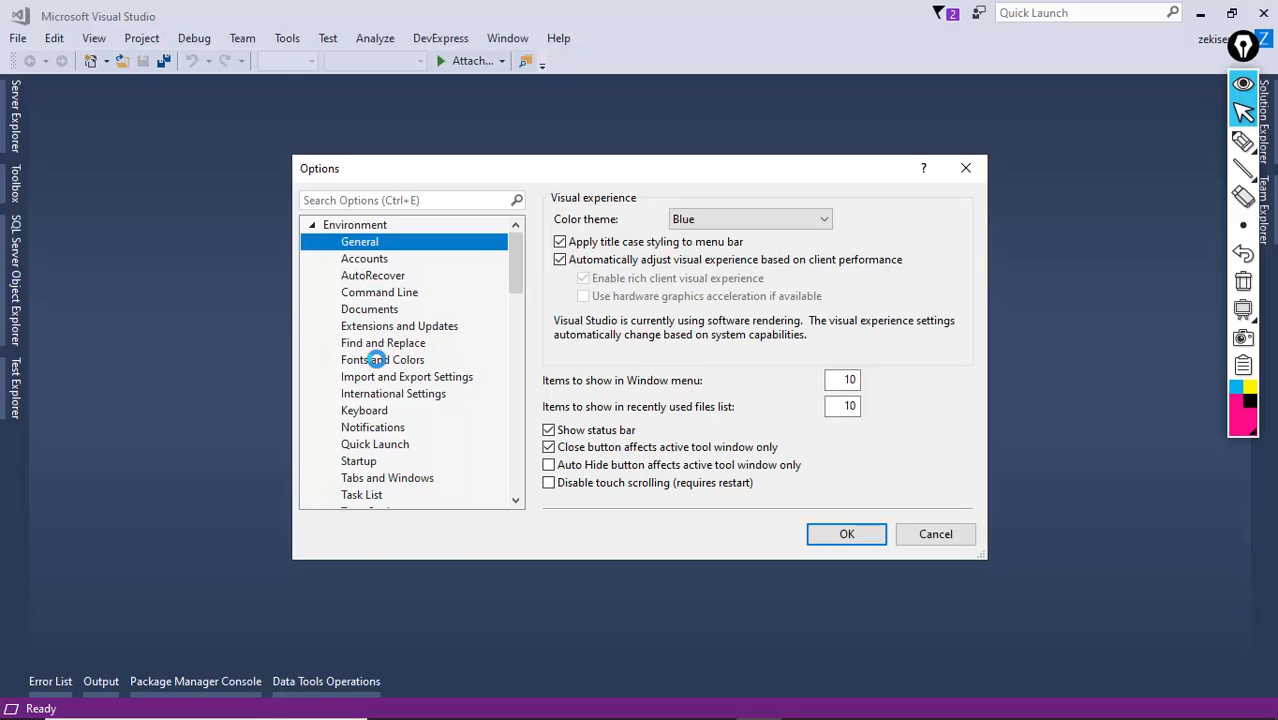 Microsoft Visual Studio
2
Quick Launch
File Edit View Project Debug Team Tools Test Analyze DevExpress Window Help
Z
Attach...
Server Explorer
Toolbox
SQL Server Object Explorer
Test Explorer
Solution Explorer
Team Explorer
Options
?
Search Options (Ctrl+E)
Environment
General
Accounts
AutoRecover
Command Line
Documents
Extensions and Updates
Find and Replace
Fonts and Colors
Import and Export Settings
International Settings
Keyboard
Notifications
Quick Launch
Startup
Tabs and Windows
Task List
Visual experience
Color theme: Blue
Apply title case styling to menu bar
Automatically adjust visual experience based on client performance
Enable rich client visual experience
Use hardware graphics acceleration if available
Visual Studio is currently using software rendering. The visual experience settings
automatically change based on system capabilities.
Items to show in Window menu: 10
Items to show in recently used files list: 10
Show status bar
Close button affects active tool window only
Auto Hide button affects active tool window only
Disable touch scrolling (requires restart)
OK Cancel
Error List Output Package Manager Console Data Tools Operations
Ready